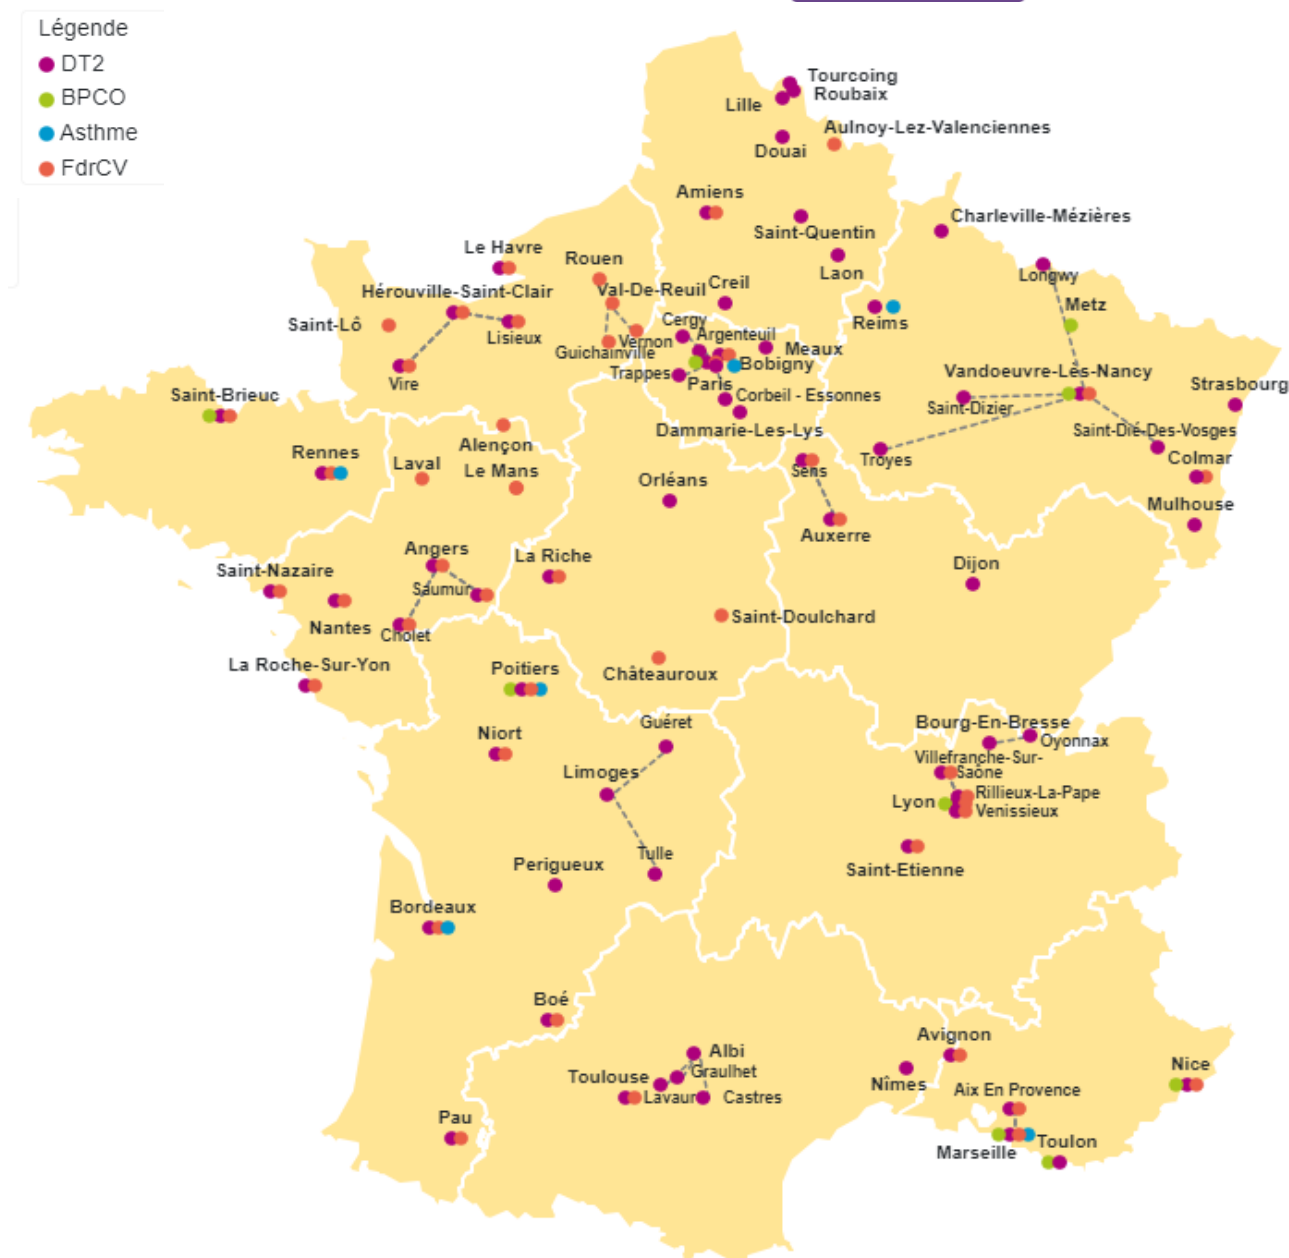 Légende
DT2
BPCO
Asthme
FdrCV
Tourcoing
Roubaix
Lille
Aulnoy-Lez-Valenciennes
Douai
Amiens
Saint-Quentin
Charleville-Mézières
Laon
Longwy
Le Havre
Rouen
Creil
Val-De-Reuil
Hérouville-Saint-Clair
Metz
Saint-Lô
Lisieux
Cergy
Argenteuil
Reims
Vernon
Guichainville
Meaux
Bobigny
Trappes
Paris
Vire
Corbeil - Essonnes
Dammarie-Les-Lys
Vandoeuvre-Lès-Nancy
Strasbourg
Saint-Dizier
Saint-Brieuc
Saint-Dié-Des-Vosges
Alençon
Rennes
Laval
Le Mans
Sens
Troyes
Colmar
Orléans
Mulhouse
Auxerre
Angers
La Riche
Dijon
Saint-Nazaire
Saumur
Nantes
Cholet
Saint-Doulchard
La Roche-Sur-Yon
Poitiers
Châteauroux
Guéret
Bourg-En-Bresse
Oyonnax
Niort
Villefranche-Sur-
Saône
Limoges
Rillieux-La-Pape
Lyon
Venissieux
Tulle
Perigueux
Saint-Etienne
Bordeaux
Boé
Avignon
Albi
Graulhet
Toulouse
Nîmes
Nice
Lavaur
Castres
Aix En Provence
Pau
Marseille
Toulon